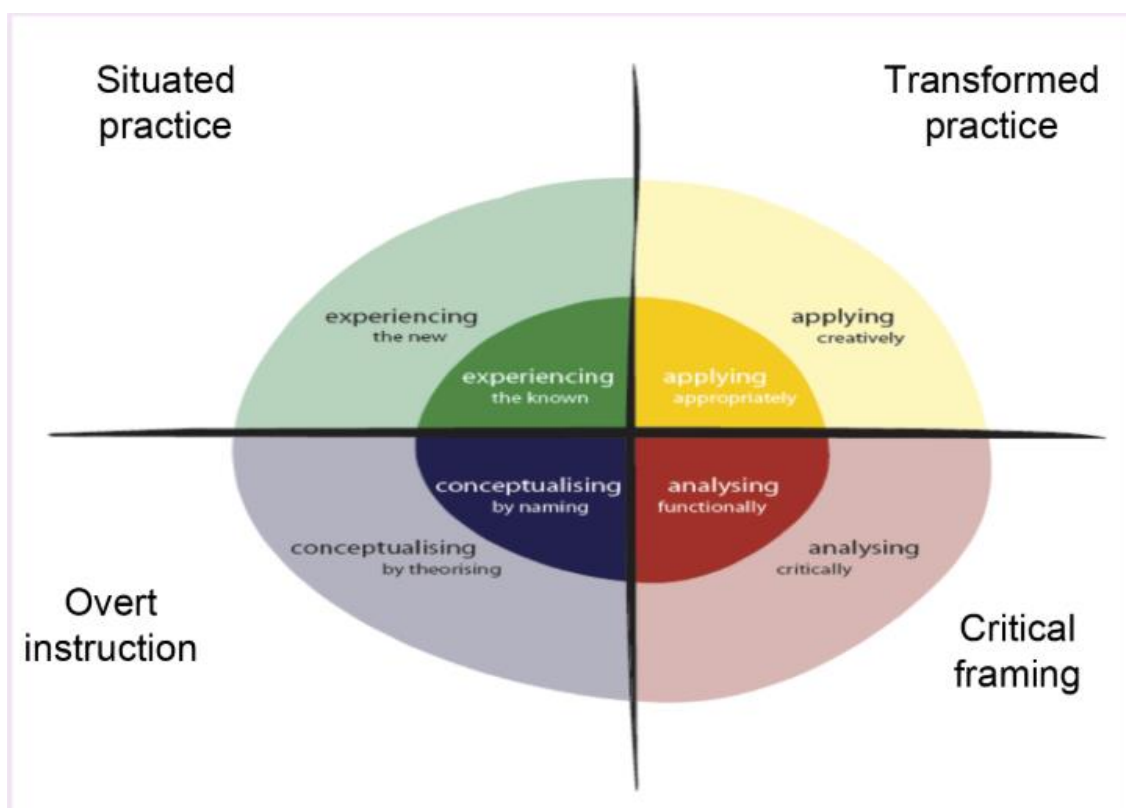 Situated
practice
Transformed
practice
experiencing
the new
applying
creatively
experiencing
the known
applying
appropriately
conceptualising
by naming
analysing
functionally
conceptualising
by theorising
analysing
critically
Overt
instruction
Critical
framing